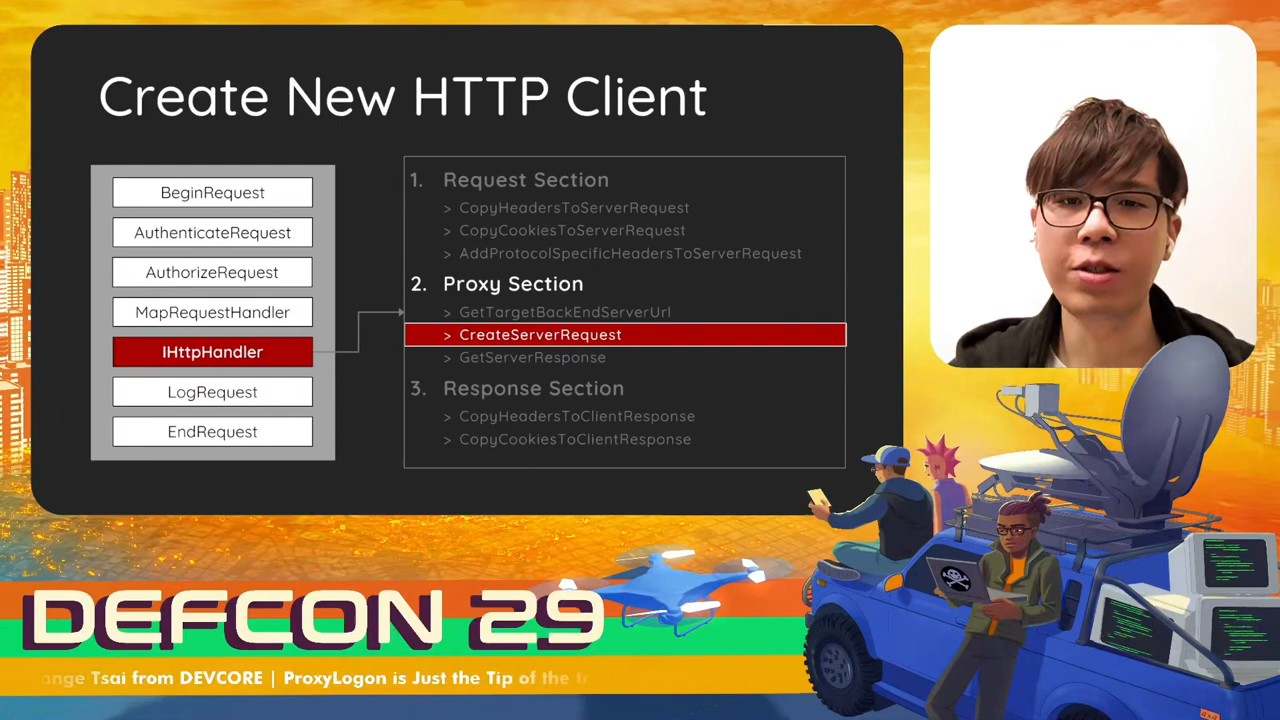 Create New HTTP Client
BeginRequest
AuthenticateRequest
AuthorizeRequest
MapRequestHandler
IHttpHandler
LogRequest
EndRequest
1. Request Section
> CopyHeadersToServerRequest
> CopyCookiesToServerRequest
> AddProtocolSpecificHeadersToServerRequest
2. Proxy Section
> GetTargetBackEndServerUrl
> CreateServerRequest
> GetServerResponse
3. Response Section
> CopyHeadersToClientResponse
> CopyCookiesToClientResponse
DEFCON 29
ange Tsai from DEVCORE | ProxyLogon is Just the Tip of the